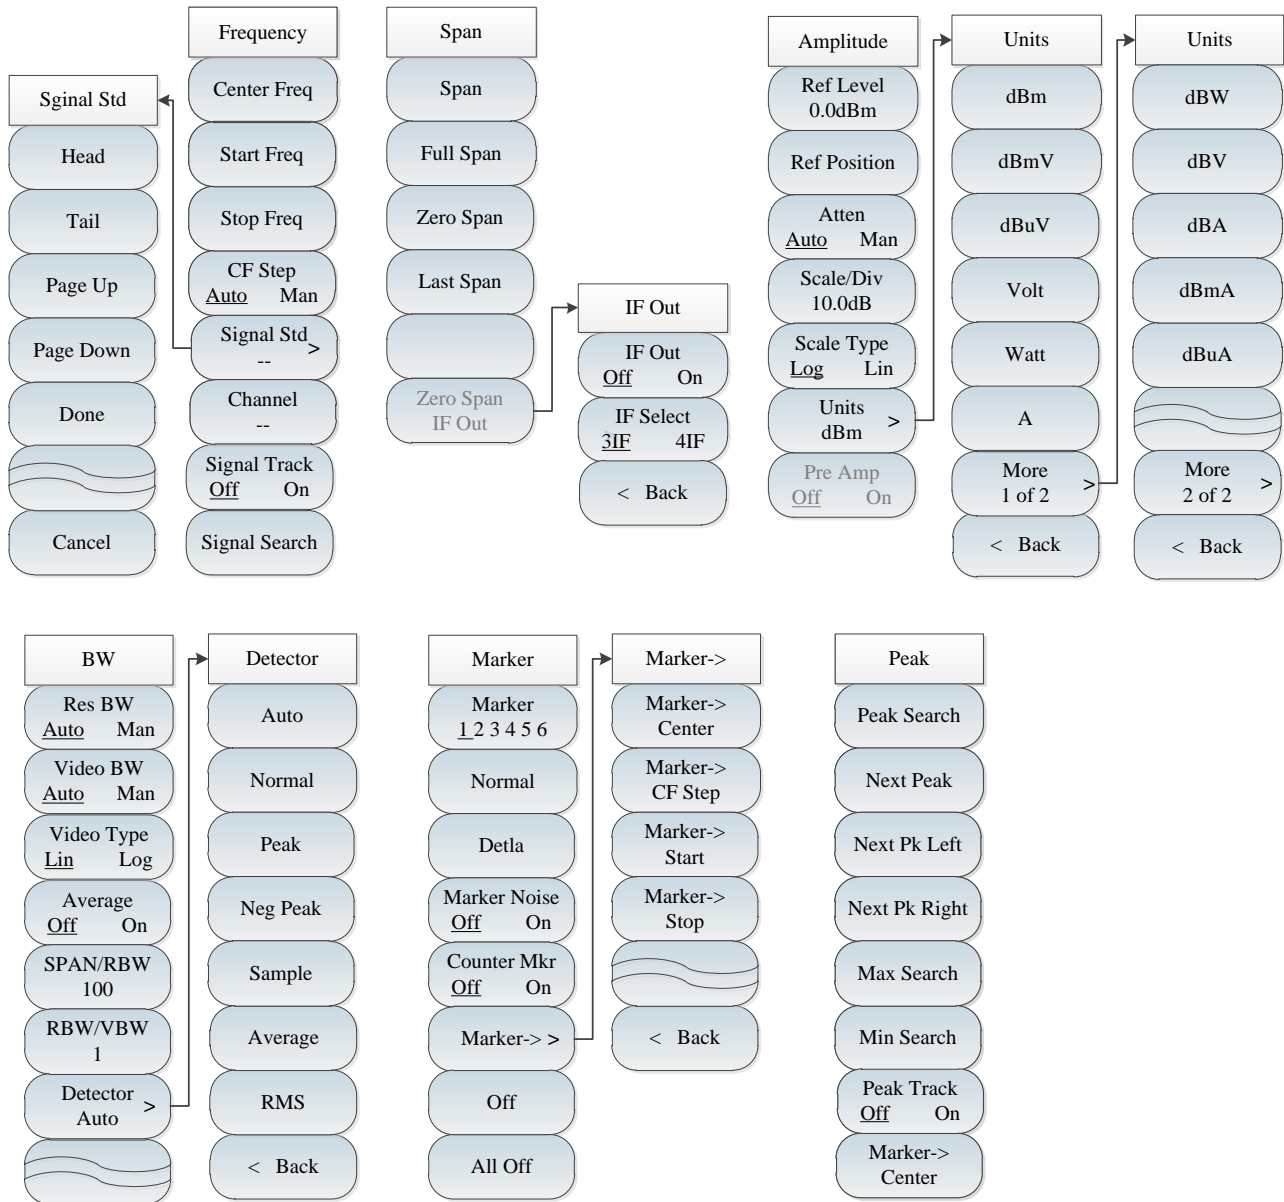 Sginal Std
Head
Tail
Page Up
Page Down
Done
Cancel
Frequency
Center Freq
Start Freq
Stop Freq
CF Step
Auto Man
Signal Std >
--
Channel
--
Signal Track
Off On
Signal Search
Span
Span
Full Span
Zero Span
Last Span
Zero Span
IF Out
IF Out
IF Out
Off On
IF Select
3IF 4IF
< Back
Amplitude
Ref Level
0.0dBm
Ref Position
Atten
Auto Man
Scale/Div
10.0dB
Scale Type
Log Lin
Units
dBm >
Pre Amp
Off On
Units
dBm
dBmV
dBuV
Volt
Watt
A
More
1 of 2 >
< Back
Units
dBW
dBV
dBA
dBmA
dBuA
More
2 of 2 >
< Back
BW
Res BW
Auto Man
Video BW
Auto Man
Video Type
Lin Log
Average
Off On
SPAN/RBW
100
RBW/VBW
1
Detector >
Auto
Detector
Auto
Normal
Peak
Neg Peak
Sample
Average
RMS
< Back
Marker
Marker
1 2 3 4 5 6
Normal
Detla
Marker Noise
Off On
Counter Mkr
Off On
Marker-> >
Off
All Off
Marker->
Marker->
Center
Marker->
CF Step
Marker->
Start
Marker->
Stop
< Back
Peak
Peak Search
Next Peak
Next Pk Left
Next Pk Right
Max Search
Min Search
Peak Track
Off On
Marker->
Center